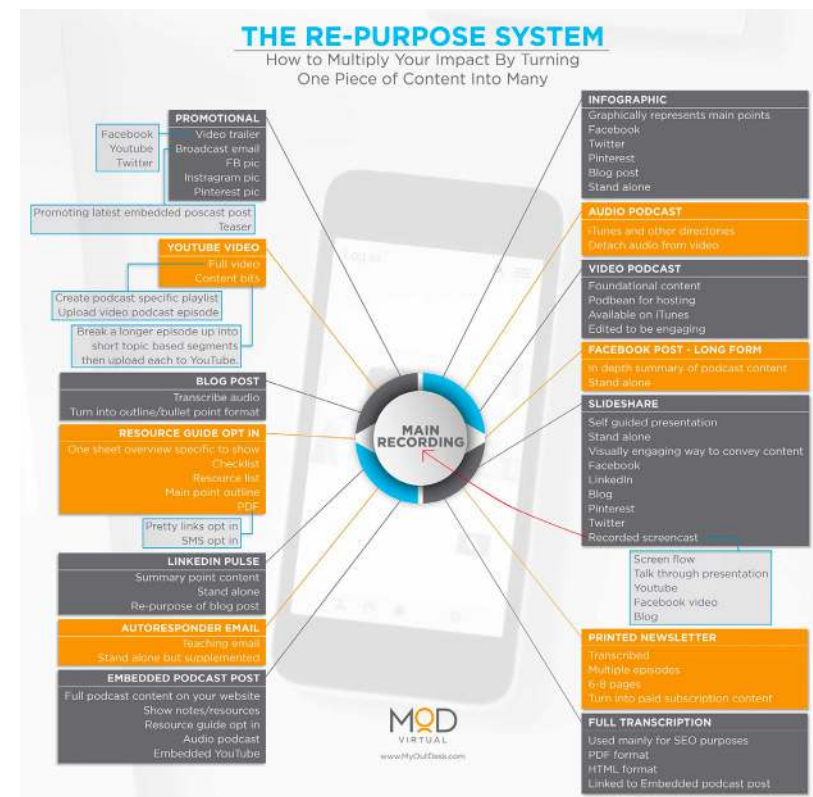 THE RE-PURPOSE SYSTEM
How to Multiply Your Impact By Turning
One Piece of Content Into Many
PROMOTIONAL
Video trailer
Broadcast email
FB pic
Instragram pic
Pinterest pic
Facebook
Youtube
Twitter
Promoting latest embedded poscast post
Teaser
YOUTUBE VIDEO
Full video
Content bits
Create podcast specific playlist
Upload video podcast episode
Break a longer episode up into
short topic based segments
then upload each to YouTube.
BLOG POST
Transcribe audio
Turn into outline/bullet point format
RESOURCE GUIDE OPT IN
One sheet overview specific to show
Checklist
Resource list
Main point outline
PDF
Pretty links opt in
SMS opt in
LINKEDIN PULSE
Summary point content
Stand alone
Re-purpose of blog post
AUTORESPONDER EMAIL
Teaching email
Stand alone but supplemented
EMBEDDED PODCAST POST
Full podcast content on your website
Show notes/resources
Resource guide opt in
Audio podcast
Embedded YouTube
MAIN
RECORDING
INFOGRAPHIC
Graphically represents main points
Facebook
Twitter
Pinterest
Blog post
Stand alone
AUDIO PODCAST
iTunes and other directories
Detach audio from video
VIDEO PODCAST
Foundational content
Podbean for hosting
Available on iTunes
Edited to be engaging
FACEBOOK POST - LONG FORM
In depth summary of podcast content
Stand alone
SLIDESHARE
Self guided presentation
Stand alone
Visually engaging way to convey content
Facebook
LinkedIn
Blog
Pinterest
Twitter
Recorded screencast
Screen flow
Talk through presentation
Youtube
Facebook video
Blog
PRINTED NEWSLETTER
Transcribed
Multiple episodes
6-8 pages
Turn into paid subscription content
FULL TRANSCRIPTION
Used mainly for SEO purposes
PDF format
HTML format
Linked to Embedded podcast post
MOD
VIRTUAL
www.MyOutDesk.com